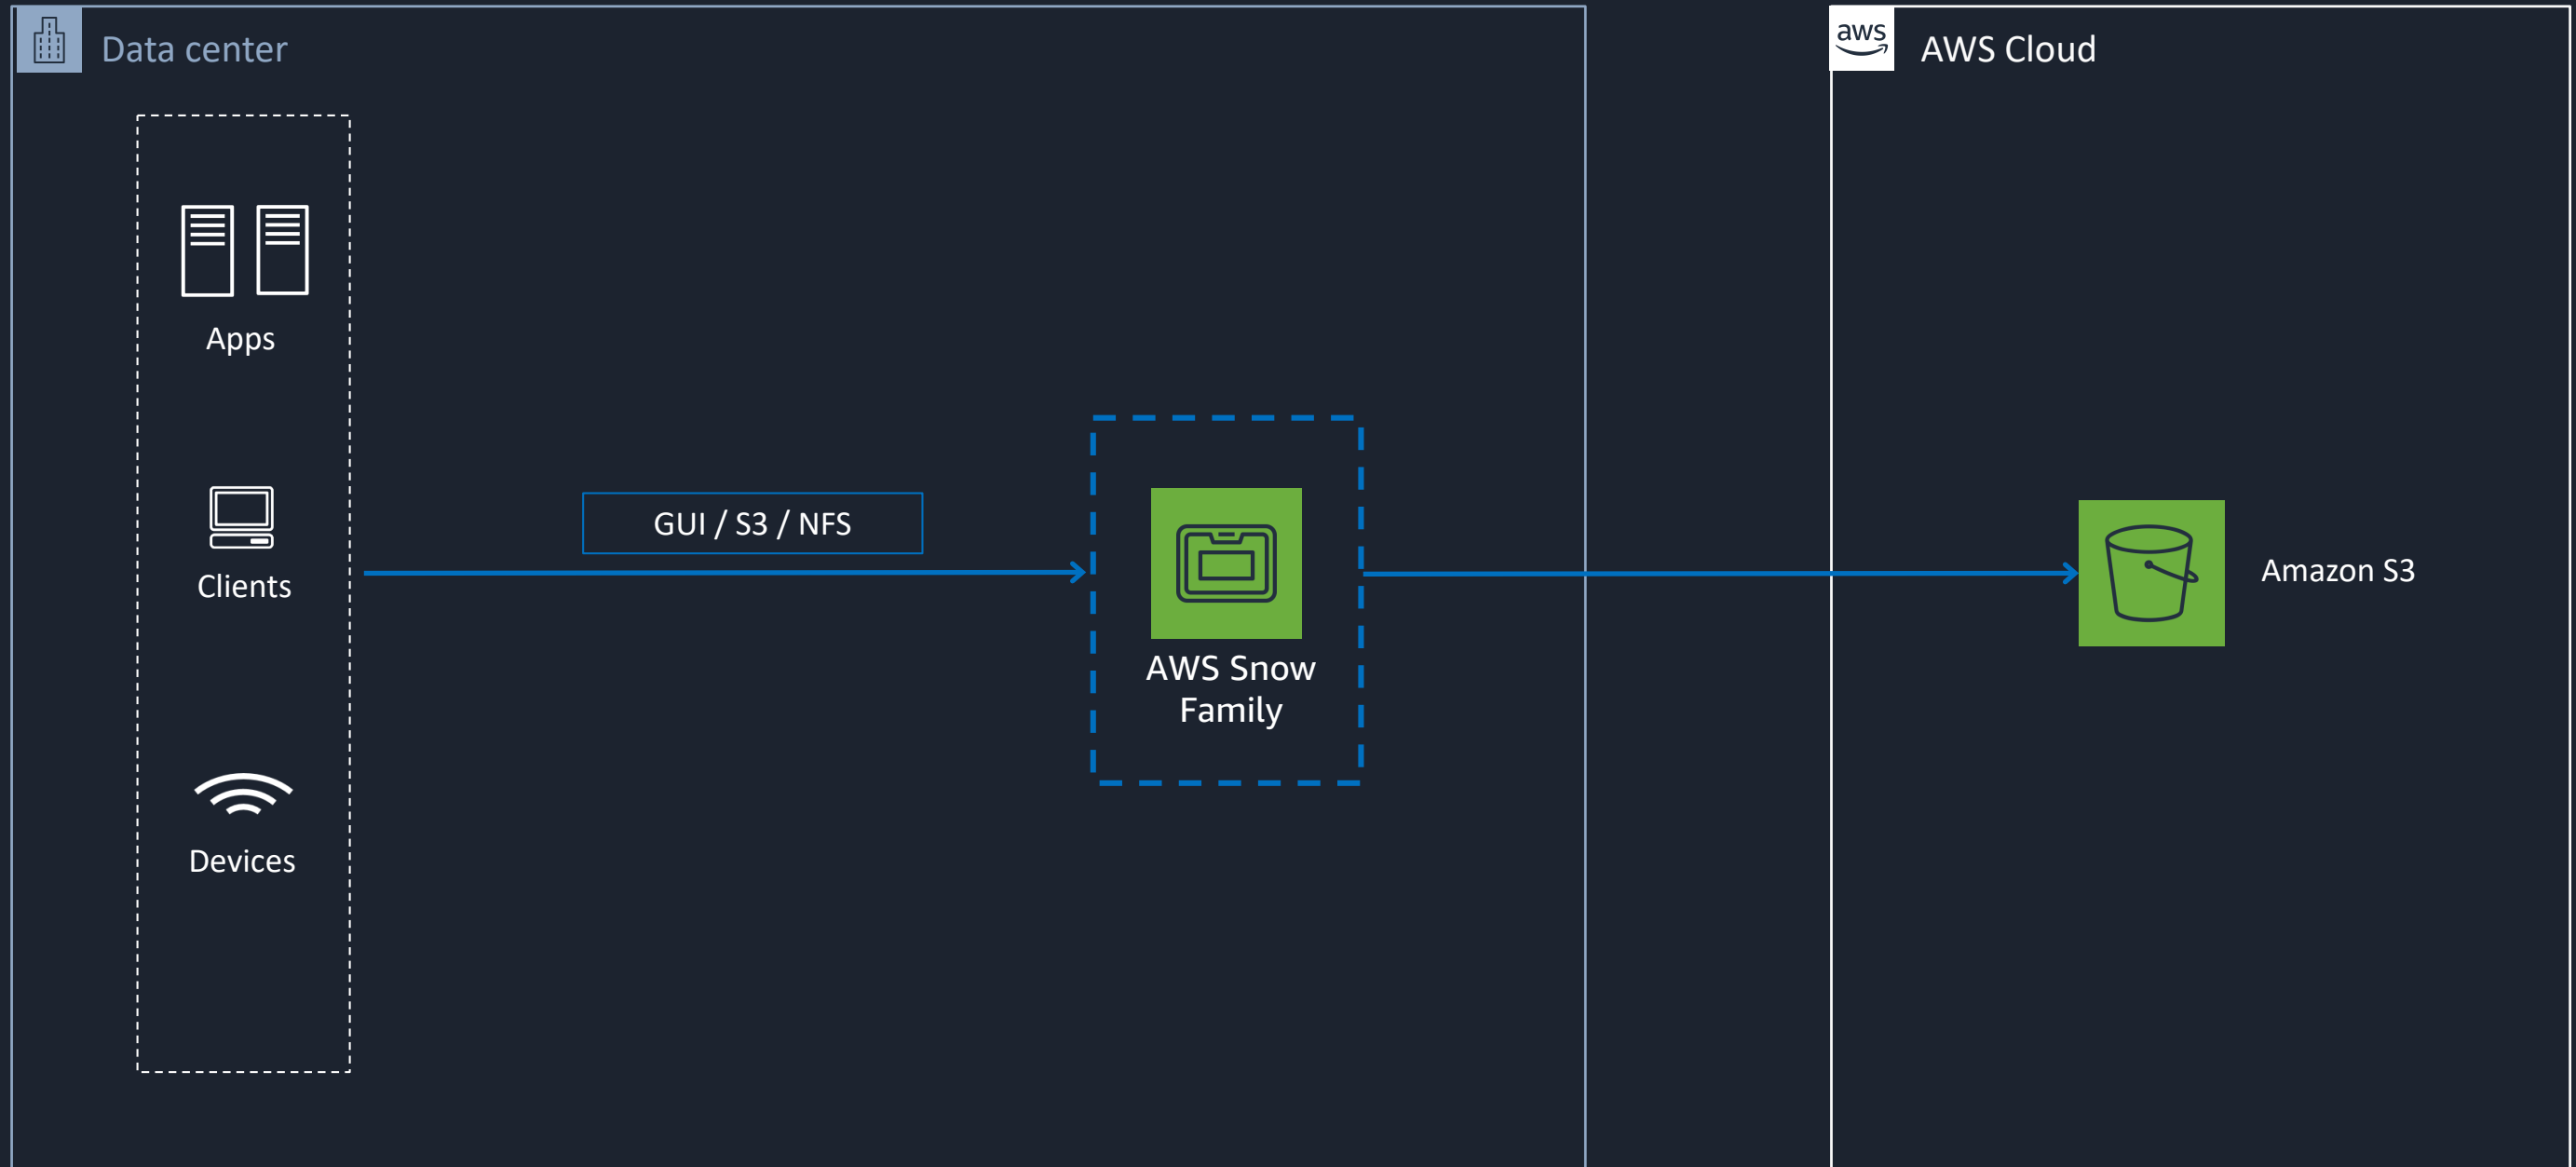 Data center
aws
AWS Cloud
Apps
GUI / S3 / NFS
Clients
Amazon S3
AWS Snow
Family
Devices